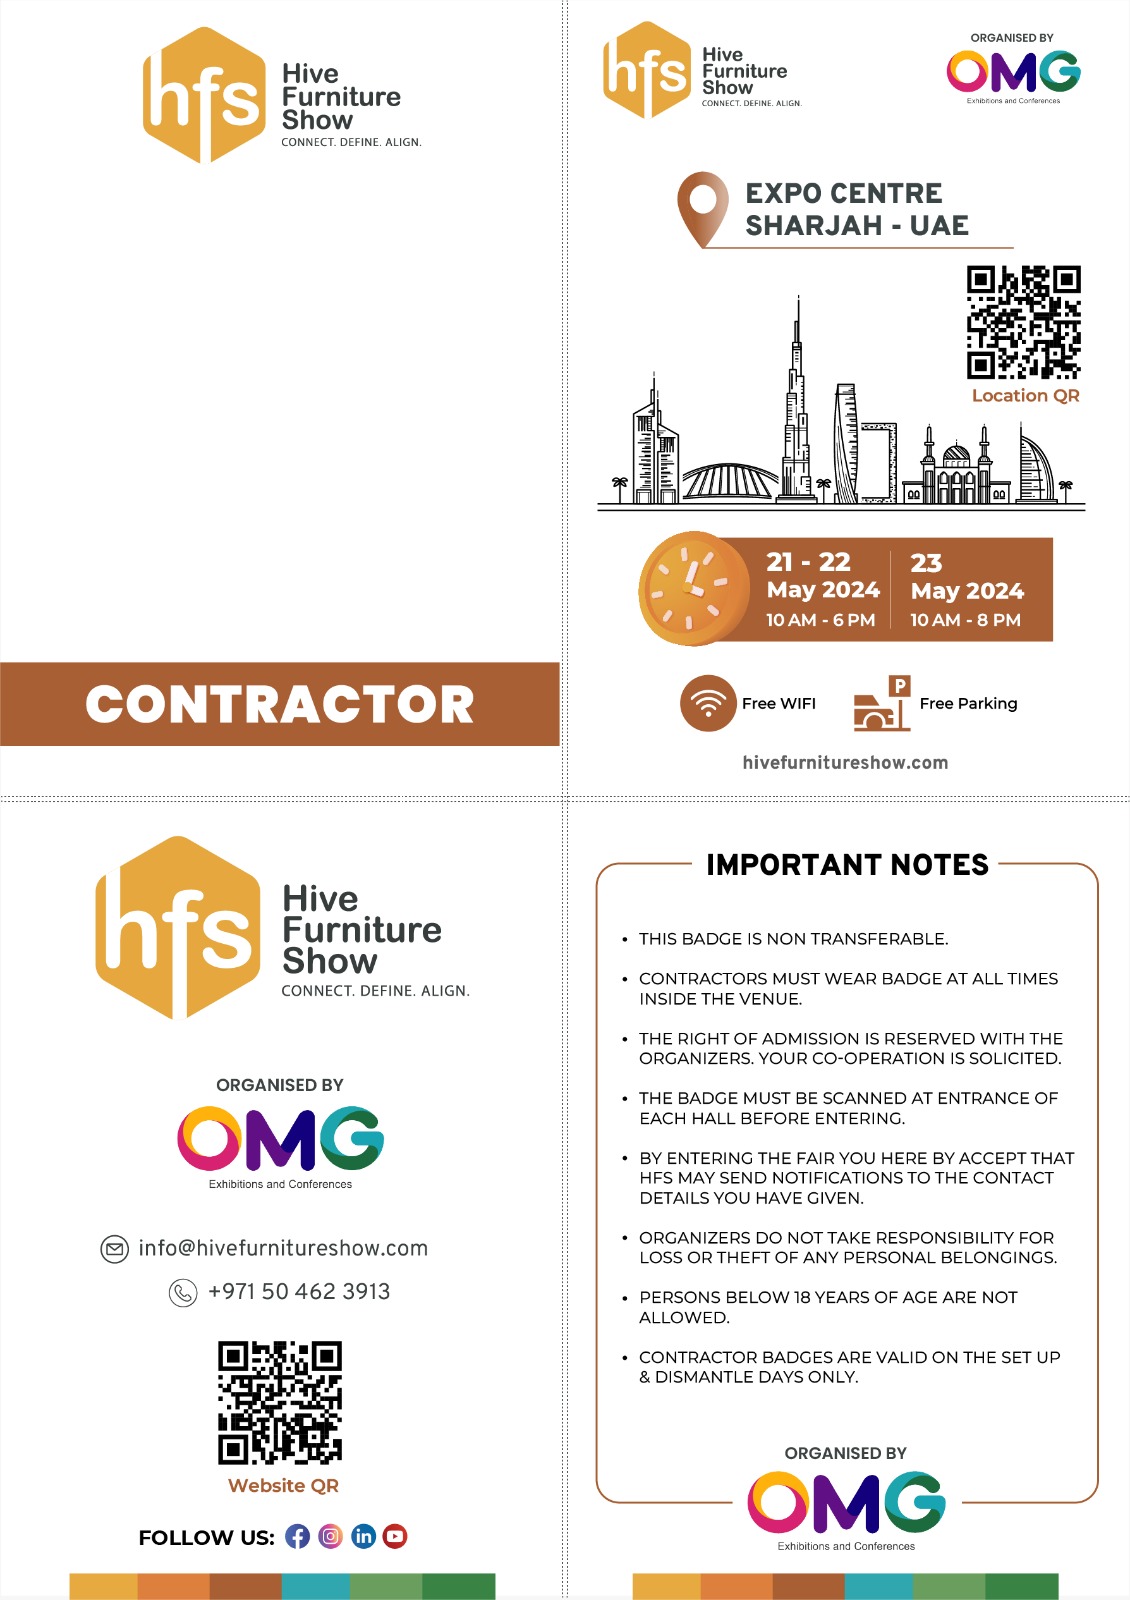 hfs
Hive
Furniture
Show
CONNECT. DEFINE. ALIGN.
CONTRACTOR
hfs
Hive
Furniture
Show
CONNECT. DEFINE. ALIGN.
ORGANISED BY
OMG
Exhibitions and Conferences
EXPO CENTRE
SHARJAH - UAE
Location QR
21 - 22
May 2024
10 AM - 6 PM
23
May 2024
10 AM - 8 PM
Free WIFI
P
Free Parking
hivefurnitureshow.com
hfs
Hive
Furniture
Show
CONNECT. DEFINE. ALIGN.
ORGANISED BY
OMG
Exhibitions and Conferences
info@hivefurnitureshow.com
+971 50 462 3913
Website QR
FOLLOW US:
IMPORTANT NOTES
• THIS BADGE IS NON TRANSFERABLE.
• CONTRACTORS MUST WEAR BADGE AT ALL TIMES
INSIDE THE VENUE.
• THE RIGHT OF ADMISSION IS RESERVED WITH THE
ORGANIZERS. YOUR CO-OPERATION IS SOLICITED.
• THE BADGE MUST BE SCANNED AT ENTRANCE OF
EACH HALL BEFORE ENTERING.
• BY ENTERING THE FAIR YOU HERE BY ACCEPT THAT
HFS MAY SEND NOTIFICATIONS TO THE CONTACT
DETAILS YOU HAVE GIVEN.
• ORGANIZERS DO NOT TAKE RESPONSIBILITY FOR
LOSS OR THEFT OF ANY PERSONAL BELONGINGS.
• PERSONS BELOW 18 YEARS OF AGE ARE NOT
ALLOWED.
• CONTRACTOR BADGES ARE VALID ON THE SET UP
& DISMANTLE DAYS ONLY.
ORGANISED BY
OMG
Exhibitions and Conferences